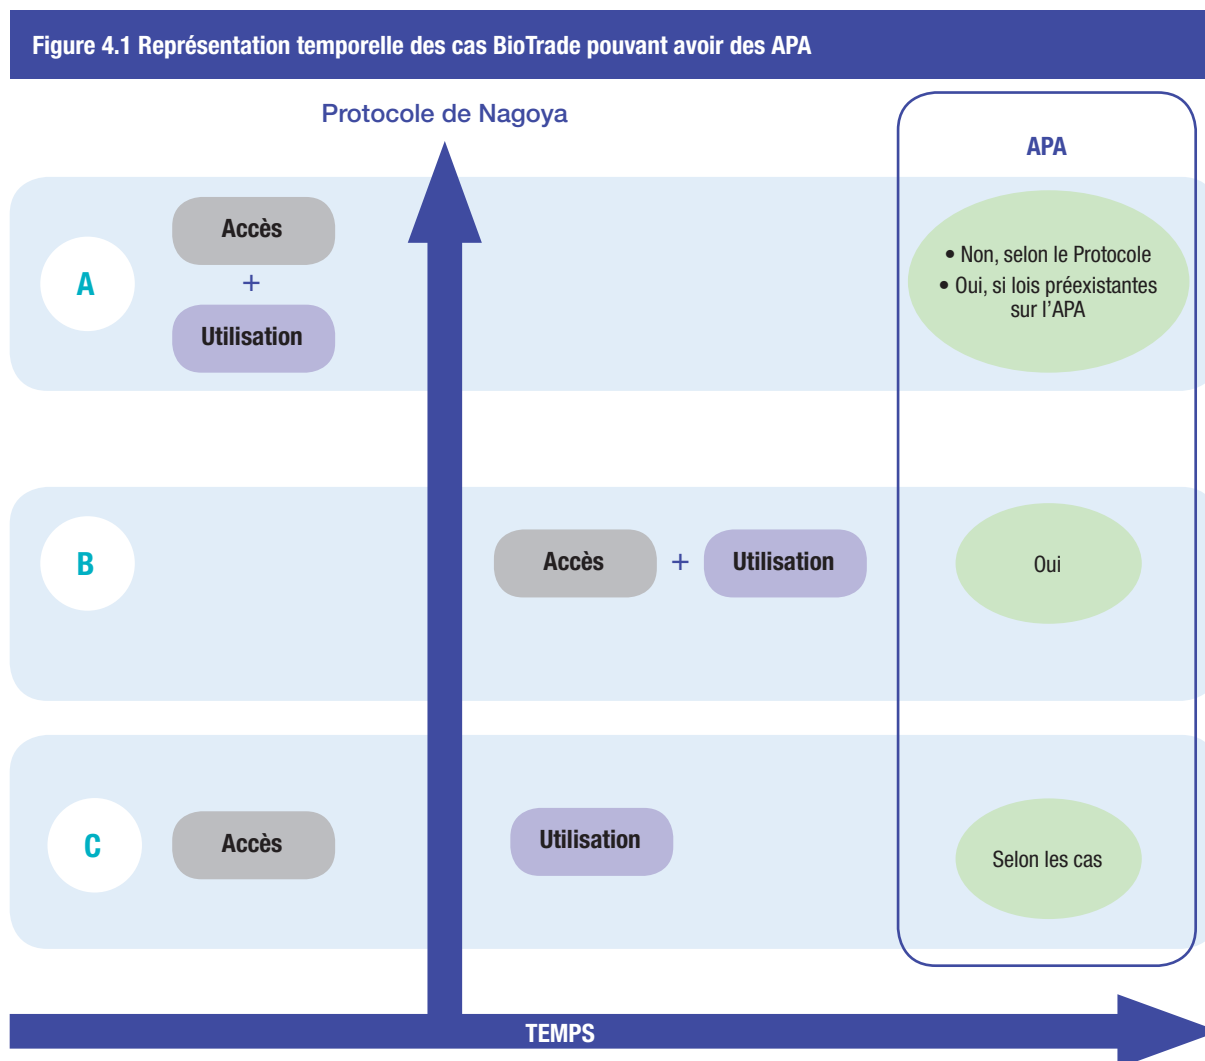 Figure 4.1 Représentation temporelle des cas BioTrade pouvant avoir des APA
Protocole de Nagoya
APA
A
Accès
+
Utilisation
• Non, selon le Protocole
• Oui, si lois préexistantes
sur l'APA
B
Accès + Utilisation
Oui
C
Accès
Utilisation
Selon les cas
TEMPS